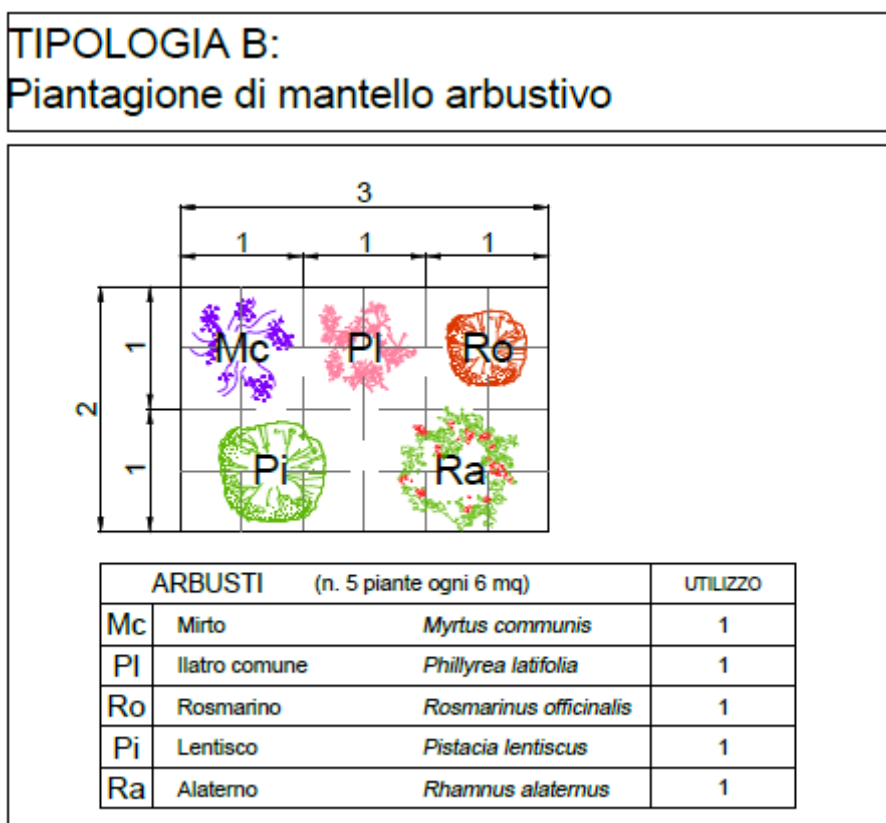 TIPOLOGIA B:
Piantagione di mantello arbustivo
3
1 1 1
2
1
1
Mc Pl Ro
Pi Ra
ARBUSTI (n. 5 piante ogni 6 mq) UTILIZZO
Mc Mirto Myrtus communis 1
Pl Ilatro comune Phillyrea latifolia 1
Ro Rosmarino Rosmarinus officinalis 1
Pi Lentisco Pistacia lentiscus 1
Ra Alaterno Rhamnus alaternus 1